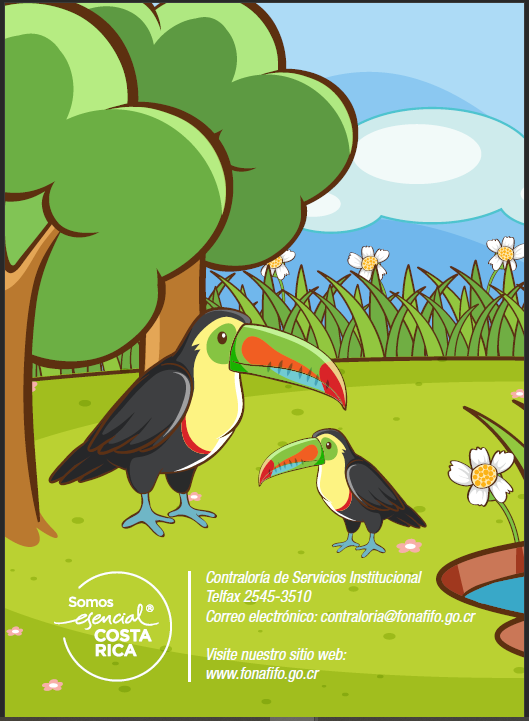 Somos
esencial®
COSTA
RICA
Contraloría de Servicios Institucional
Telfax 2545-3510
Correo electrónico: contraloria@fonafifo.go.cr
Visite nuestro sitio web:
www.fonafifo.go.cr